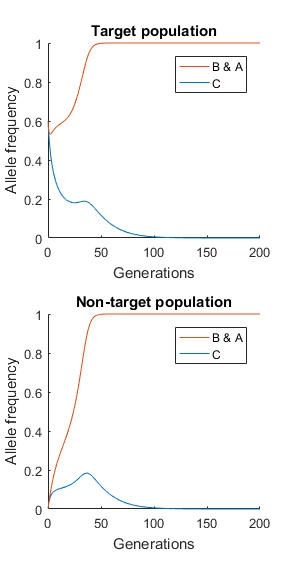 Target population
1
0.8
0.6
0.4
0.2
0
Allele frequency
B & A
C
0 50 100 150 200
Generations
Non-target population
1
0.8
0.6
0.4
0.2
0
Allele frequency
B & A
C
0 50 100 150 200
Generations